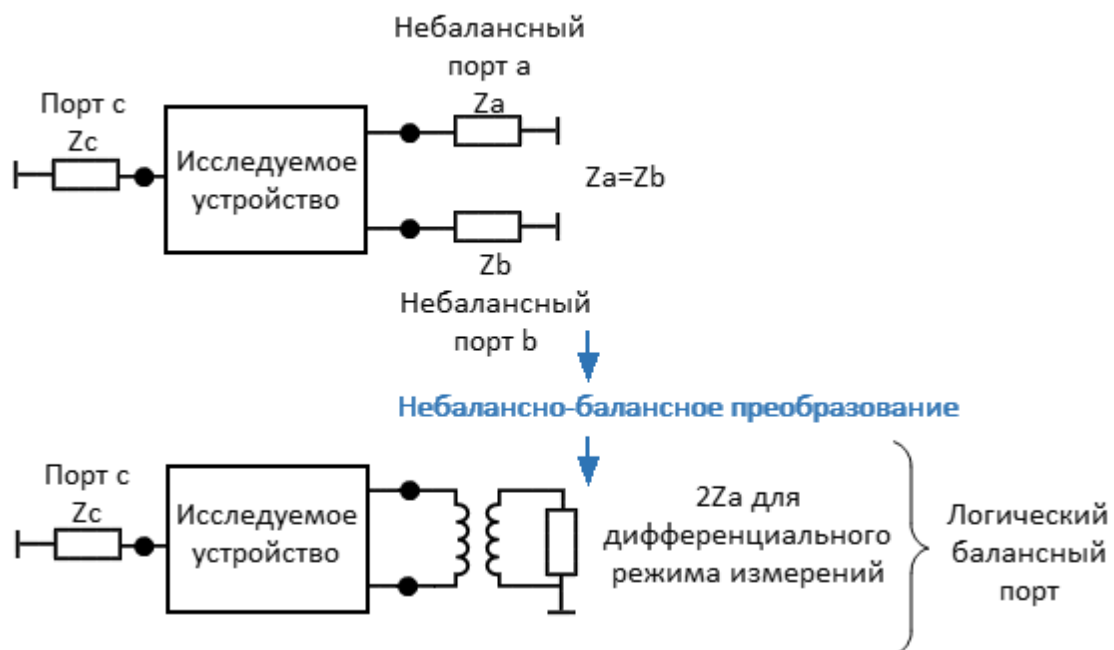 Небалансный
порт a
Za
Порт c
Zc
Исследуемое
устройство
Za=Zb
Zb
Небалансный
порт b
Небалансно-балансное преобразование
Порт c
Zc
Исследуемое
устройство
2Za для
дифференциального
режима измерений
Логический
балансный
порт